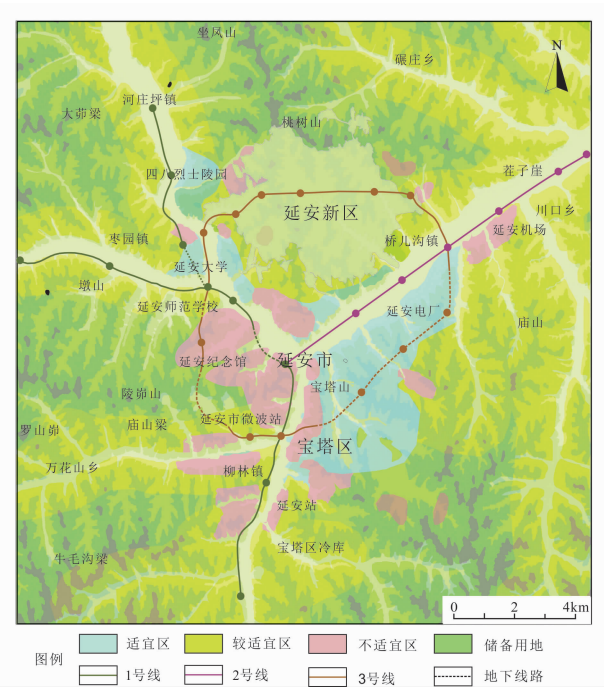 坐凤山
N
碾庄乡
河庄坪镇
大茆梁
桃树山
四八烈士陵园
茬子崖
川口乡
延安新区
延安机场
枣园镇
桥儿沟镇
延安大学
墩山
延安师范学校
延安电厂
庙山
延安市
延安纪念馆
宝塔山
陵峁山
延安市微波站
庙山梁
罗山峁
宝塔区
万花山乡
柳林镇
延安站
宝塔区冷库
牛毛沟梁
0 2 4km
图例
适宜区 较适宜区 不适宜区 储备用地
1号线 2号线 3号线 地下线路